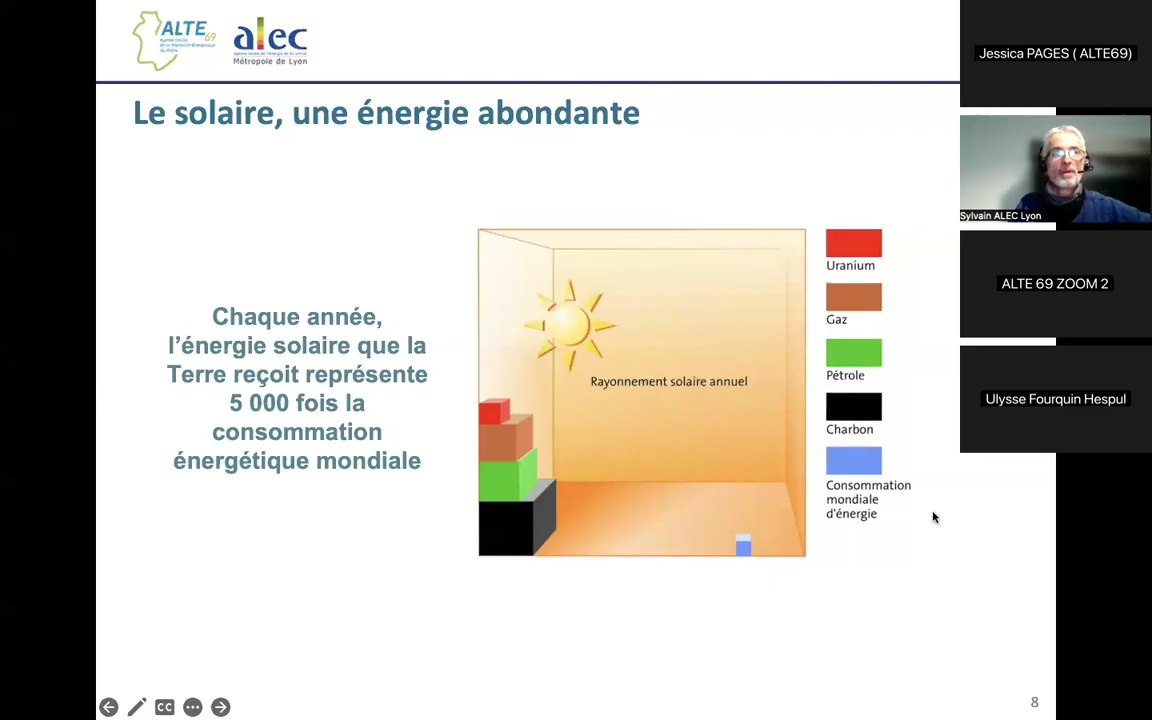 ALTE 69
alec
Métropole de Lyon
Le solaire, une énergie abondante
Chaque année,
l'énergie solaire que la
Terre reçoit représente
5 000 fois la
consommation
énergétique mondiale
Rayonnement solaire annuel
Uranium
Gaz
Pétrole
Charbon
Consommation
mondiale
d'énergie
Jessica PAGES ( ALTE69)
Sylvain ALEC Lyon
ALTE 69 ZOOM 2
Ulysse Fourquin Hespul
CC
8